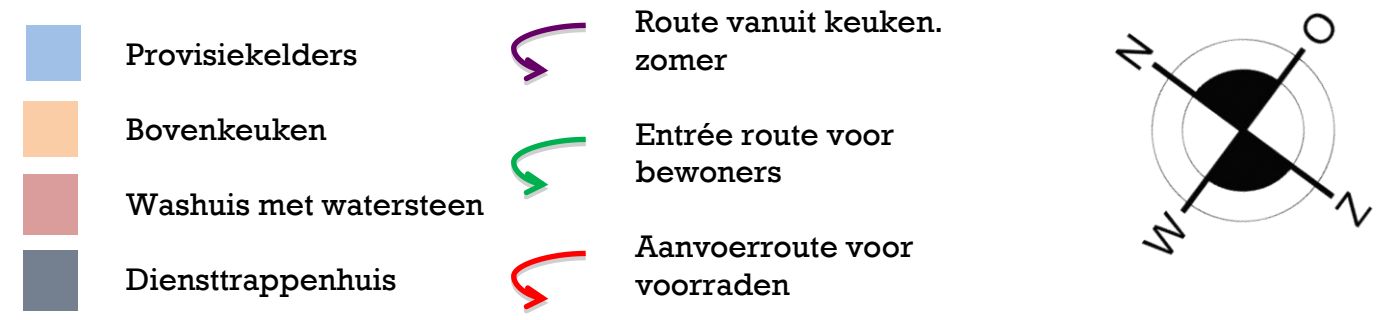 Provisiekelders
Bovenkeuken
Washuis met watersteen
Diensttrappenhuis
Route vanuit keuken.
zomer
Entrée route voor
bewoners
Aanvoerroute voor
voorraden
N
O
W
Z